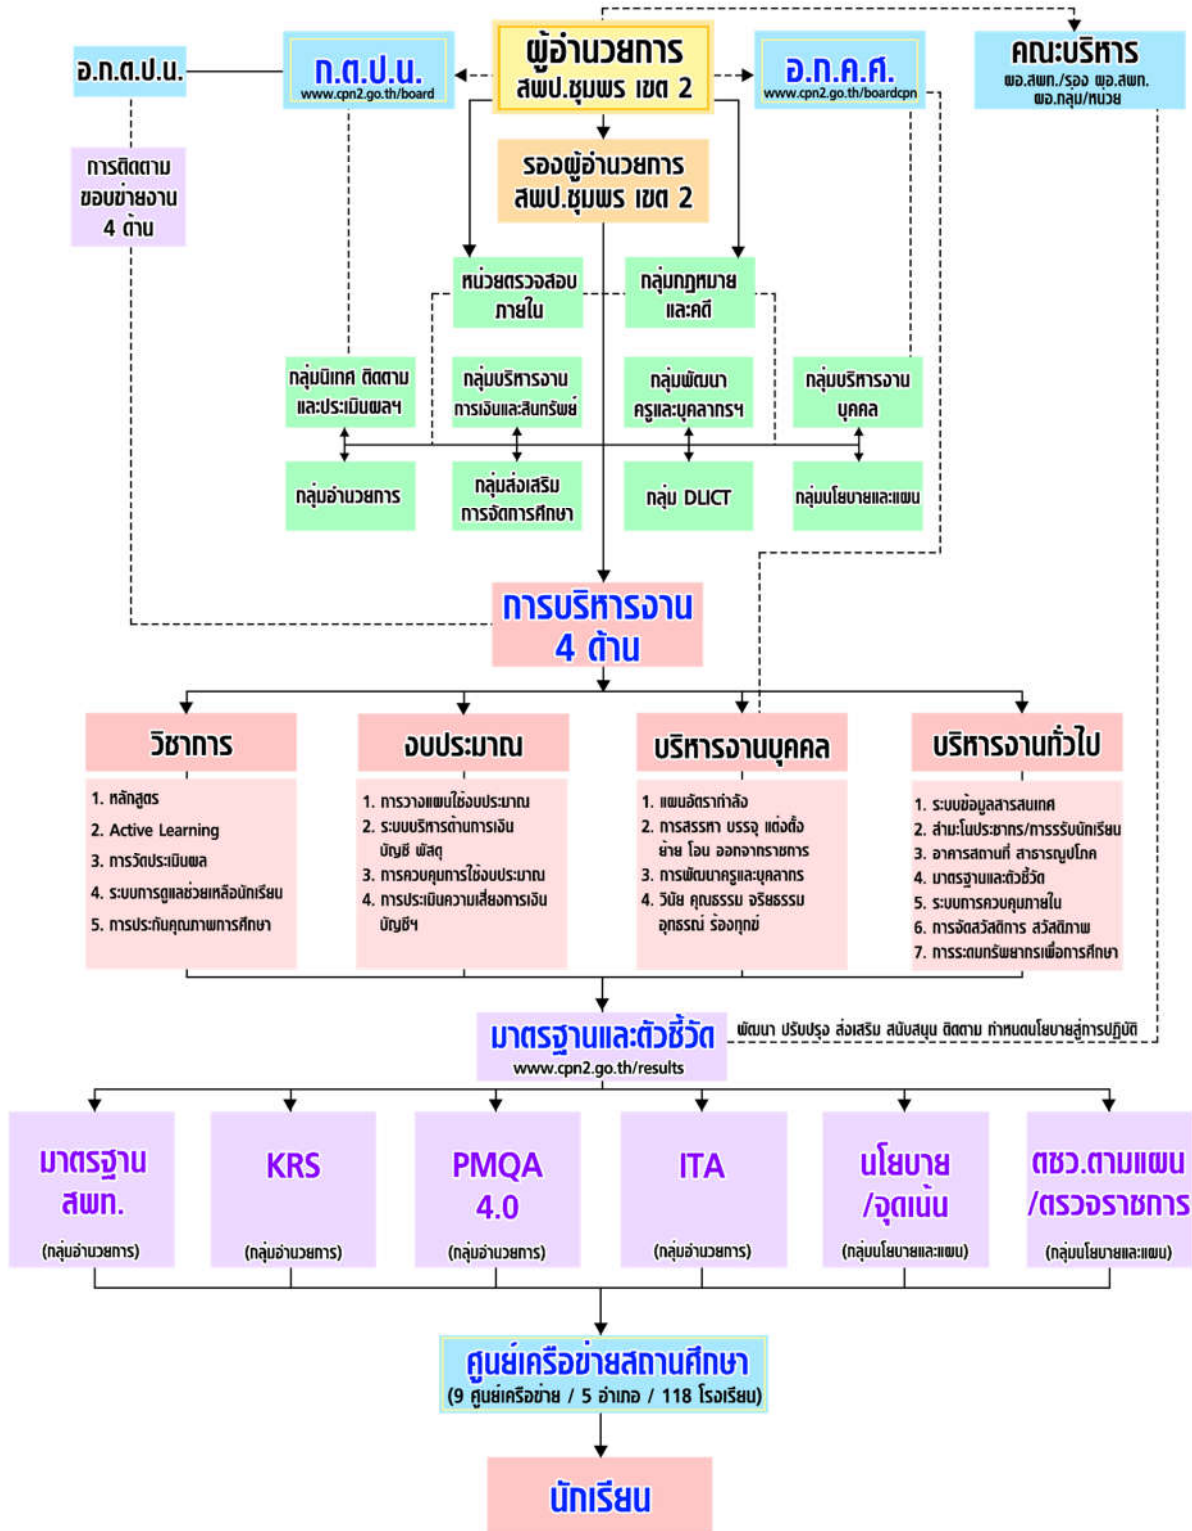 อ.ก.ต.ป.น.
ก.ต.ป.น.
www.cpn2.go.th/board
ผู้อำนวยการ
สพป.ชุมพร เขต 2
อ.ก.ค.ศ.
www.cpn2.go.th/boardcpn
คณะบริหาร
ผอ.สพท./รอง ผอ.สพท.
ผอ.กลุ่ม/หน่วย
การติดตาม
ขอบข่ายงาน
4 ด้าน
รองผู้อำนวยการ
สพป.ชุมพร เขต 2
หน่วยตรวจสอบ
ภายใน
กลุ่มกฎหมาย
และคดี
กลุ่มนิเทศ ติดตาม
และประเมินผลฯ
กลุ่มบริหารงาน
การเงินและสินทรัพย์
กลุ่มพัฒนา
ครูและบุคลากรฯ
กลุ่มบริหารงาน
บุคคล
กลุ่มอำนวยการ
กลุ่มส่งเสริม
การจัดการศึกษา
กลุ่ม DLICT
กลุ่มนโยบายและแผน
การบริหารงาน
4 ด้าน
วิชาการ
1. หลักสูตร
2. Active Learning
3. การวัดประเมินผล
4. ระบบการดูแลช่วยเหลือนักเรียน
5. การประกันคุณภาพการศึกษา
งบประมาณ
1. การวางแผนใช้งบประมาณ
2. ระบบบริหารด้านการเงิน
บัญชี พัสดุ
3. การควบคุมการใช้งบประมาณ
4. การประเมินความเสี่ยงการเงิน
บัญชีฯ
บริหารงานบุคคล
1. แผนอัตรากำลัง
2. การสรรหา บรรจุ แต่งตั้ง
ย้าย โอน ออกจากราชการ
3. การพัฒนาครูและบุคลากร
4. วินัย คุณธรรม จริยธรรม
อุทธรณ์ ร้องทุกข์
บริหารงานทั่วไป
1. ระบบข้อมูลสารสนเทศ
2. สำมะโนประชากร/การรรับนักเรียน
3. อาคารสถานที่ สาธารณูปโภค
4. มาตรฐานและตัวชี้วัด
5. ระบบการควบคุมภายใน
6. การจัดสวัสดิการ สวัสดิภาพ
7. การระดมทรัพยากรเพื่อการศึกษา
มาตรฐานและตัวชี้วัด
www.cpn2.go.th/results
พัฒนา ปรับปรุง ส่งเสริม สนับสนุน ติดตาม กำหนดนโยบายสู่การปฏิบัติ
มาตรฐาน
สพท.
(กลุ่มอำนวยการ)
KRS
(กลุ่มอำนวยการ)
PMQA
4.0
(กลุ่มอำนวยการ)
ITA
(กลุ่มอำนวยการ)
นโยบาย
/จุดเน้น
(กลุ่มนโยบายและแผน)
ตชว.ตามแผน
/ตรวจราชการ
(กลุ่มนโยบายและแผน)
ศูนย์เครือข่ายสถานศึกษา
(9 ศูนย์เครือข่าย / 5 อำเภอ / 118 โรงเรียน)
นักเรียน